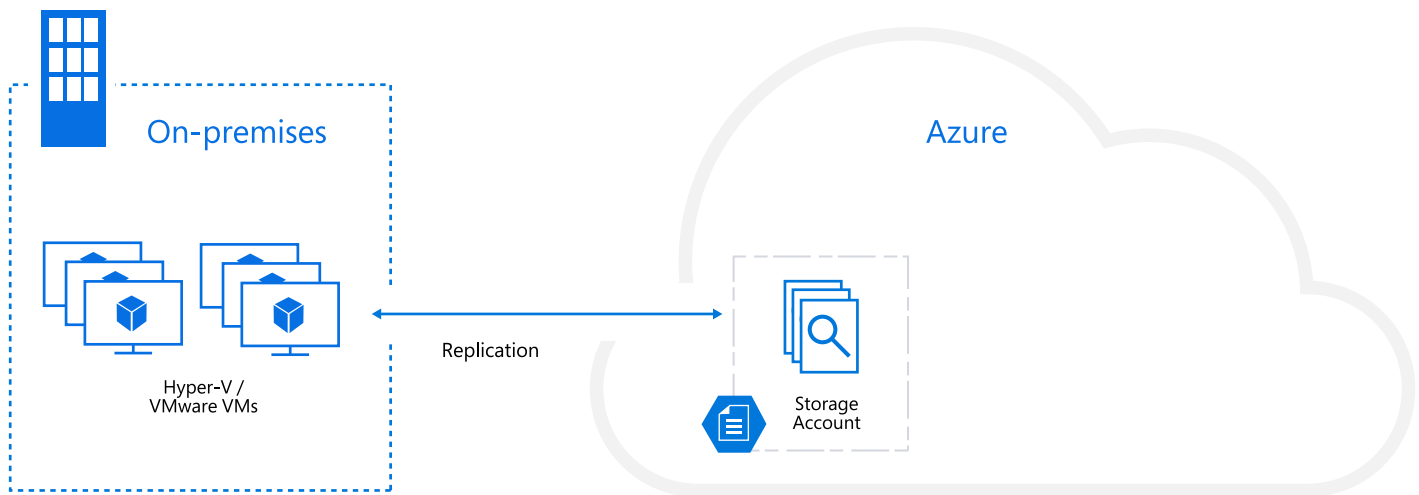 On-premises
Azure
Replication
Hyper-V /
VMware VMs
Storage
Account